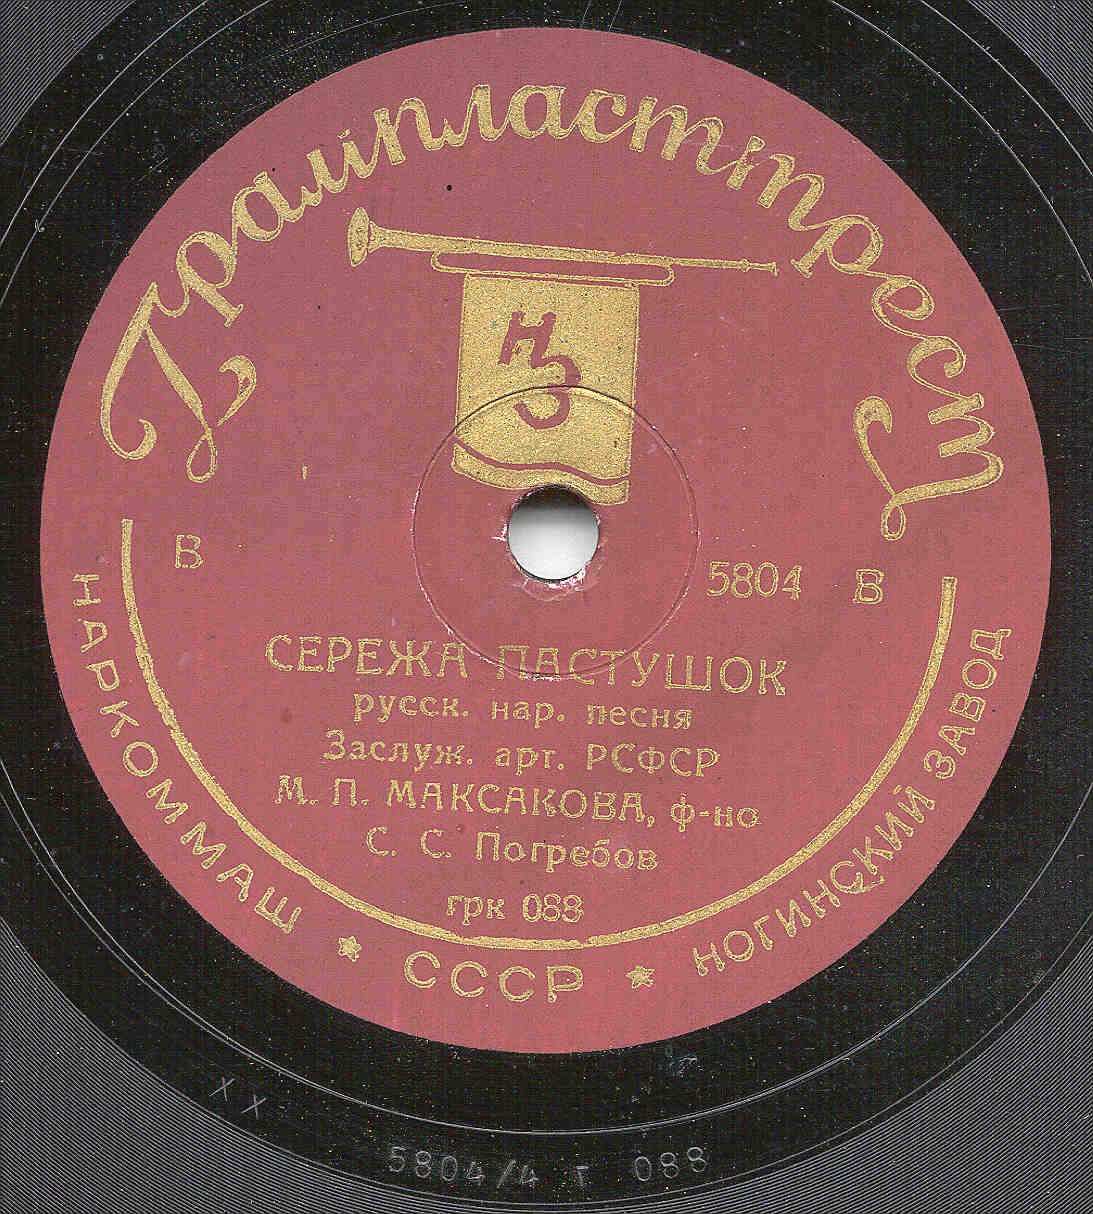 Грампласттрест
НЗ
В 5804 В
СЕРЕЖА ПАСТУШОК
русск. нар. песня
Заслуж. арт. РСФСР
М. П. МАКСАКОВА, ф-но
С. С. Погребов
грк 088
НАРКОММАШ ★ СССР ★ НОГИНСКИЙ ЗАВОД
XX
5804/4 г 088